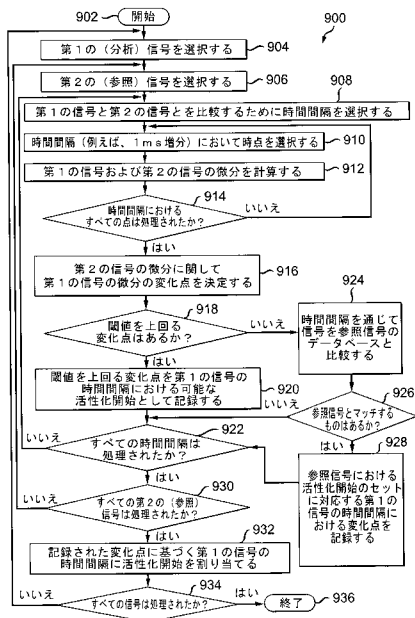 902
開始
900
第1の(分析)信号を選択する
904
第2の(参照)信号を選択する
906
908
第1の信号と第2の信号とを比較するために時間間隔を選択する
時間間隔(例えば、1ms増分)において時点を選択する
910
第1の信号および第2の信号の微分を計算する
912
914
時間間隔における
すべての点は処理されたか?
いいえ
はい
第2の信号の微分に関して
第1の信号の微分の変化点を決定する
916
918
閾値を上回る
変化点はあるか?
いいえ
はい
924
時間間隔を通じて
信号を参照信号の
データベースと
比較する
閾値を上回る変化点を第1の信号の
時間間隔における可能な
活性化開始として記録する
920
926
参照信号とマッチする
ものはあるか?
いいえ
はい
928
参照信号における
活性化開始のセット
に対応する第1の
信号の時間間隔に
おける変化点を
記録する
922
すべての時間間隔は
処理されたか?
いいえ
はい
930
すべての第2の(参照)
信号は処理されたか?
いいえ
はい
932
記録された変化点に基づく第1の信号の
時間間隔に活性化開始を割り当てる
934
すべての信号は処理されたか?
いいえ
はい
終了
936